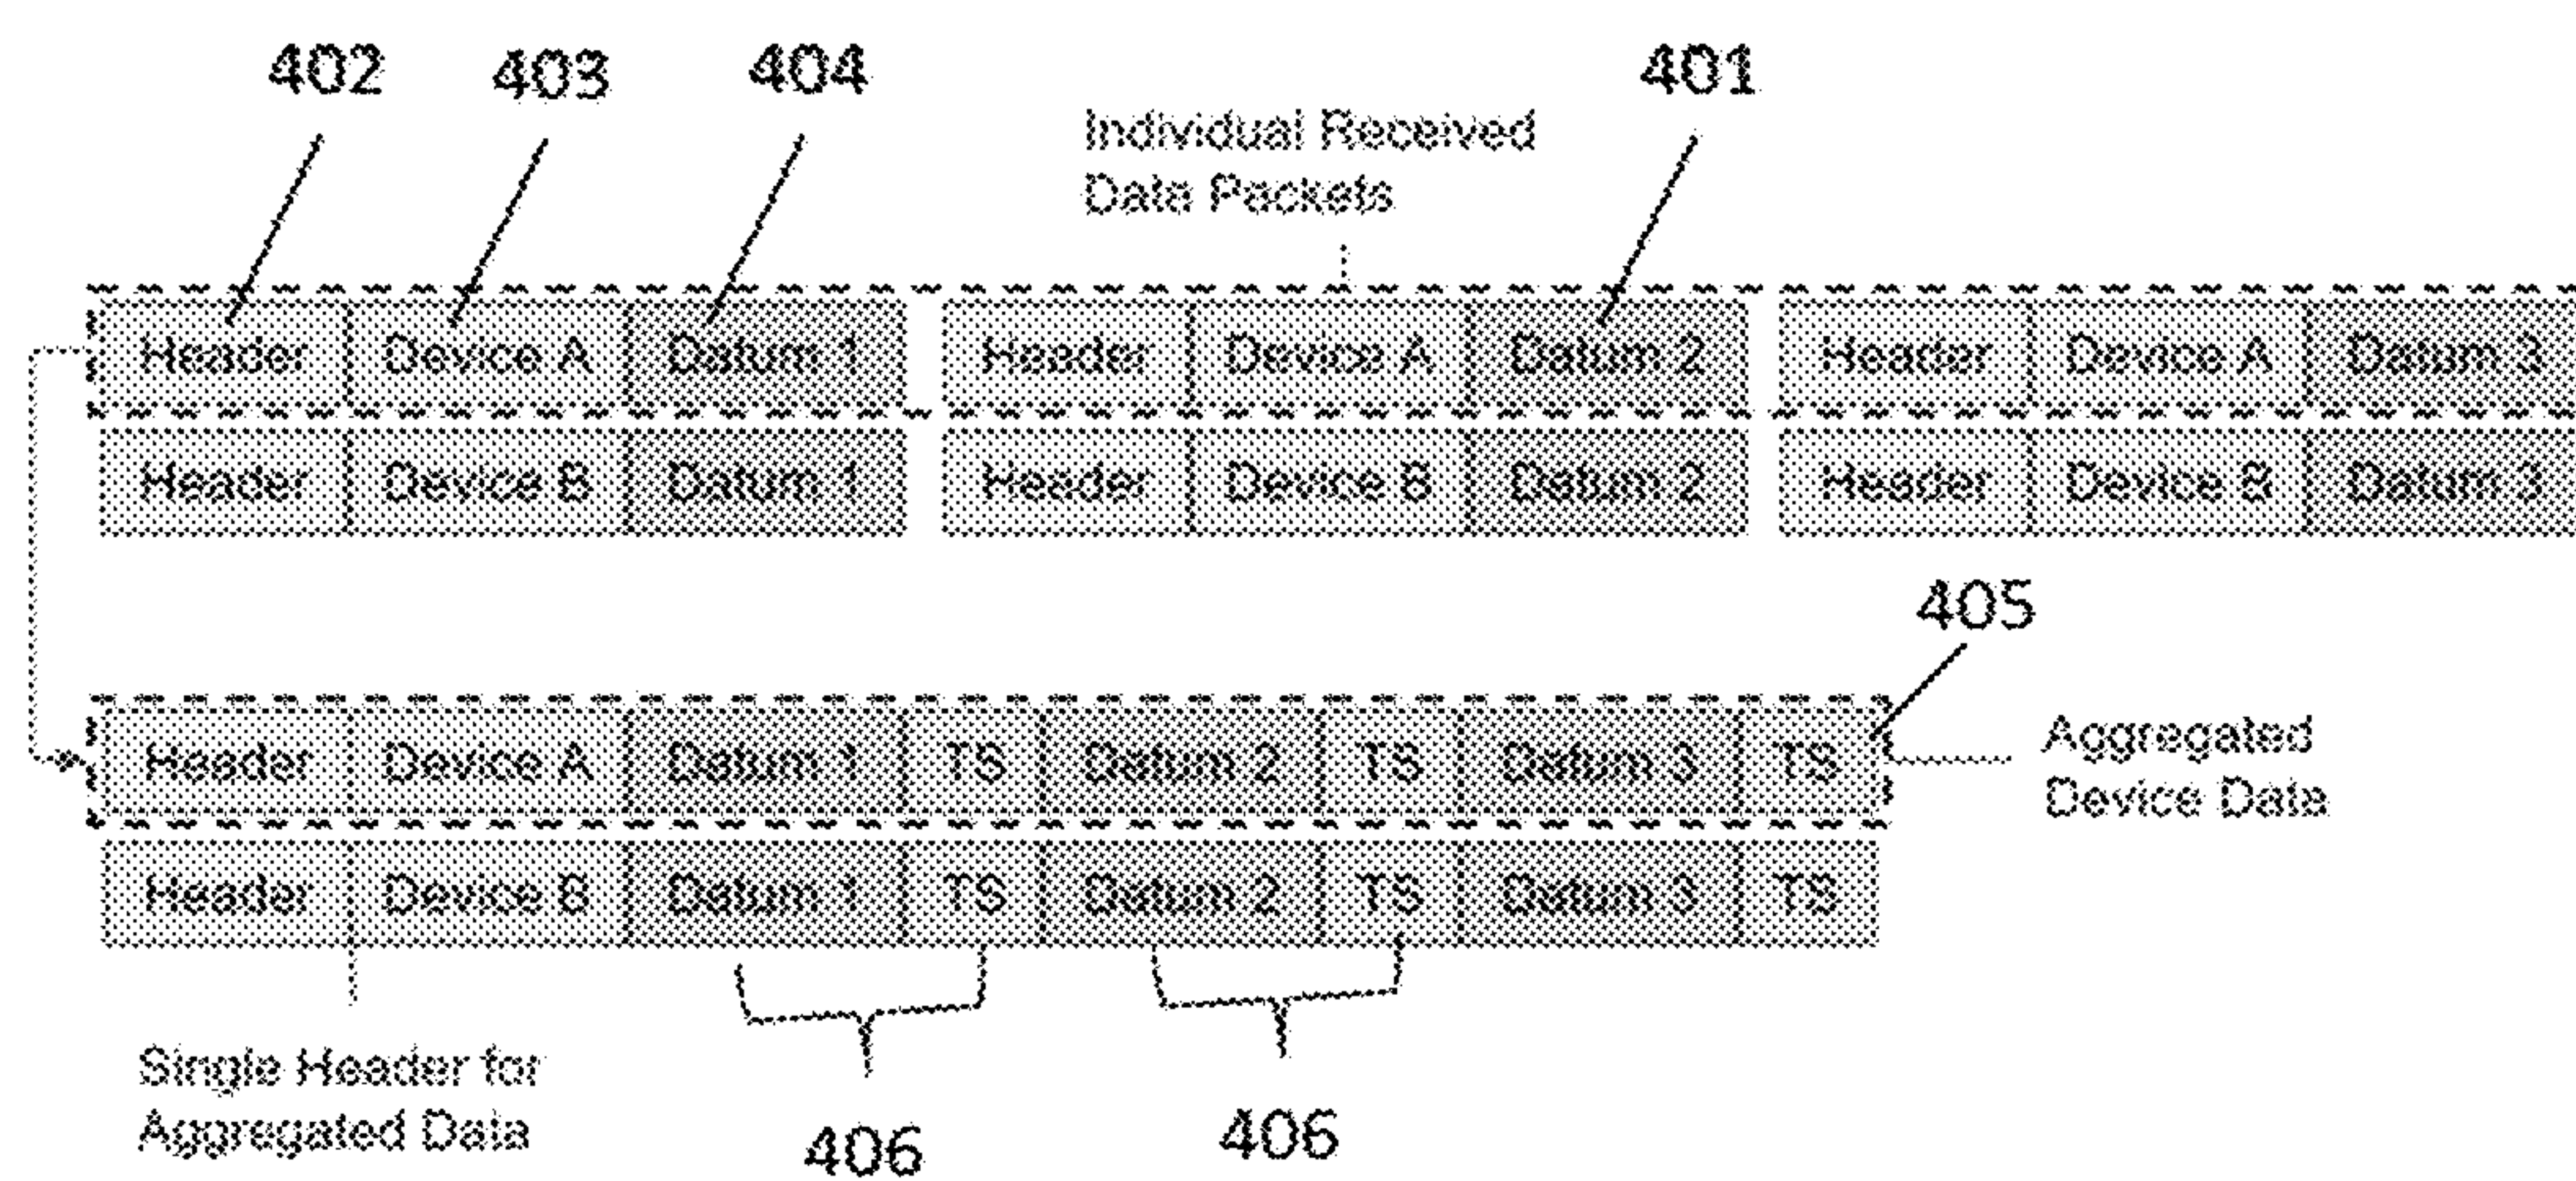 402 403 404 401
Individual Received
Data Packets
Header Device A Datum 1 Header Device A Datum 2 Header Device A Datum 3
Header Device B Datum 1 Header Device B Datum 2 Header Device B Datum 3
405
Header Device A Datum 1 TS Datum 2 TS Datum 3 TS
Aggregated
Device Data
Header Device B Datum 1 TS Datum 2 TS Datum 3 TS
Single Header for
Aggregated Data
406 406